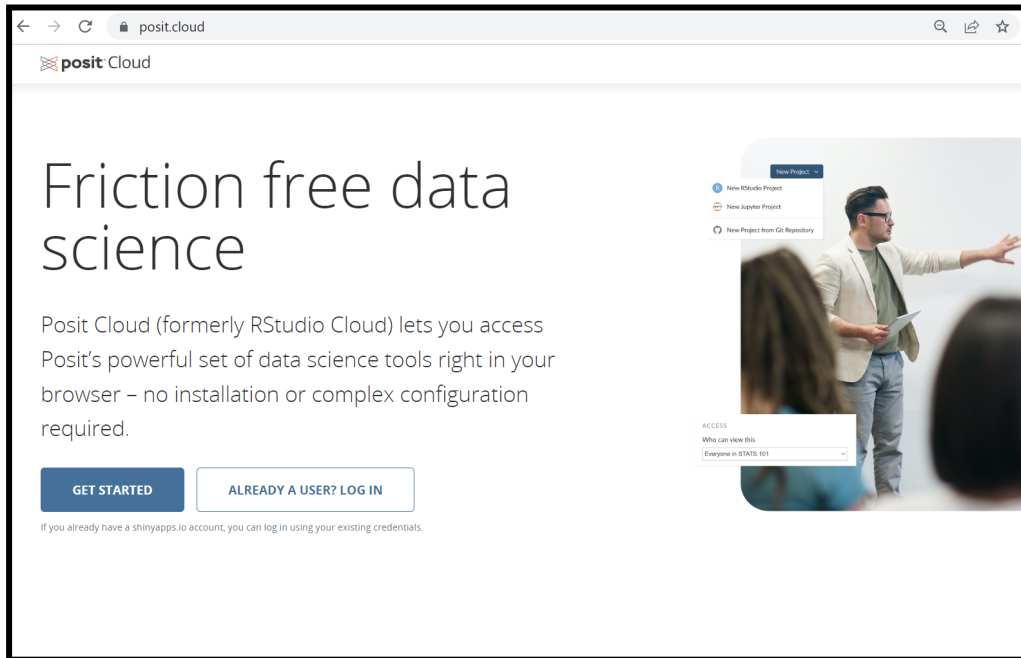 posit.cloud
posit Cloud
Friction free data
science
Posit Cloud (formerly RStudio Cloud) lets you access
Posit’s powerful set of data science tools right in your
browser – no installation or complex configuration
required.
GET STARTED
ALREADY A USER? LOG IN
If you already have a shinyapps.io account, you can log in using your existing credentials.
New Project
R New RStudio Project
New Jupyter Project
New Project from Git Repository
ACCESS
Who can view this
Everyone in STATS 101